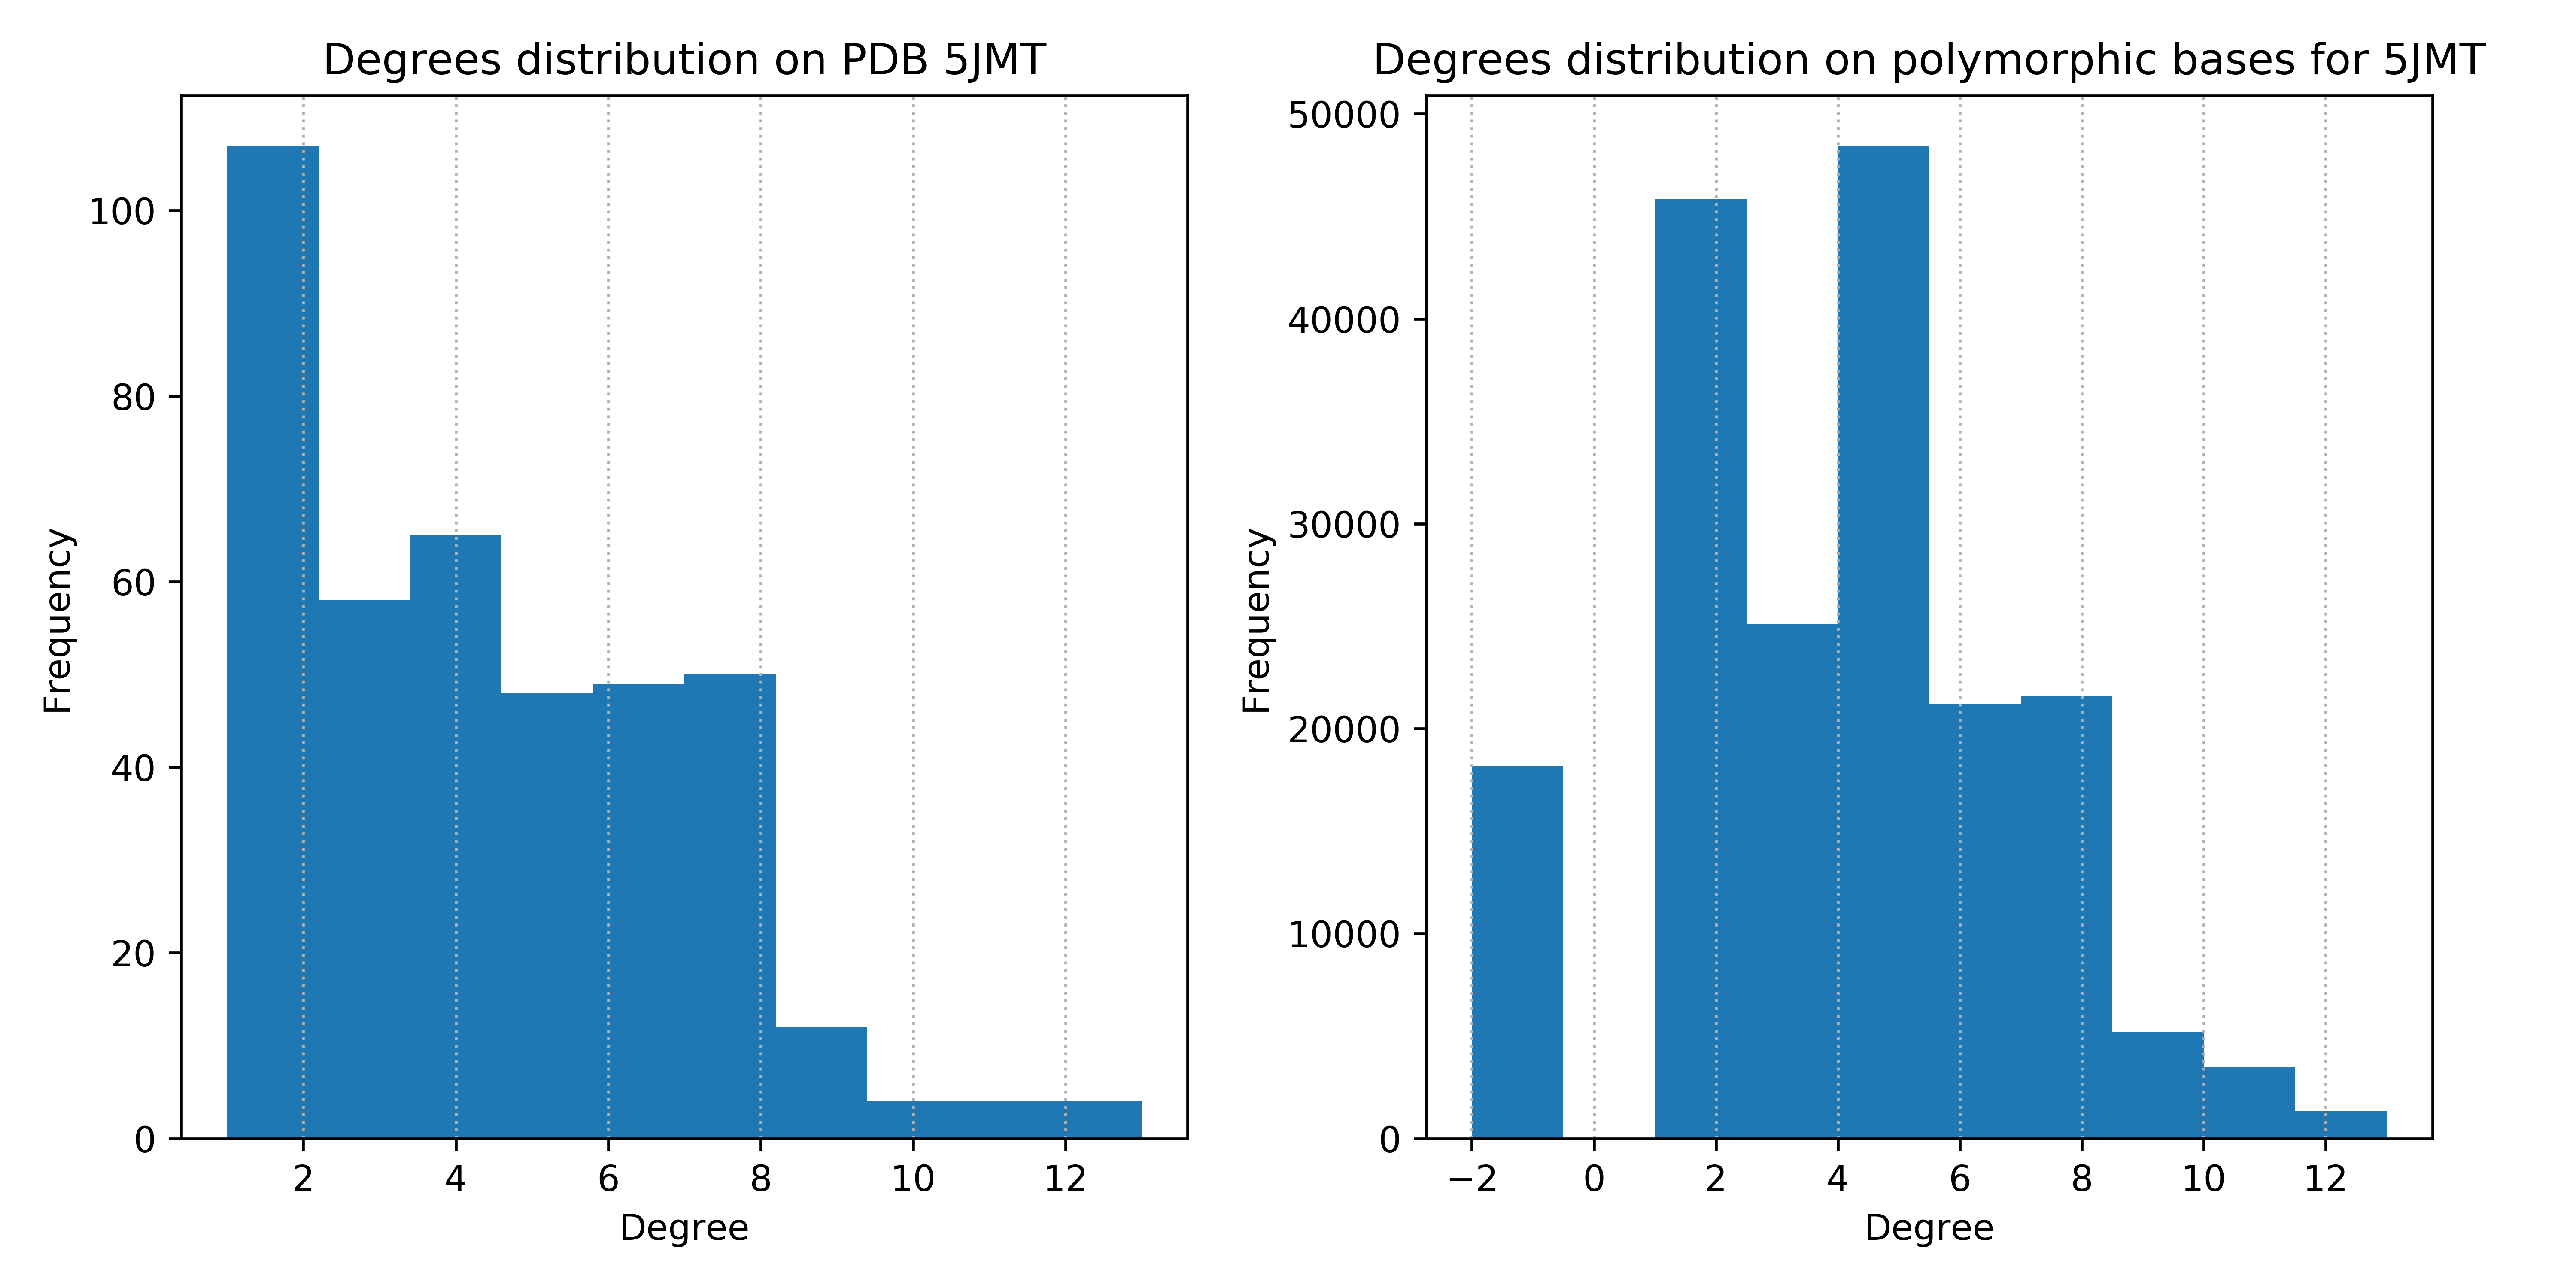 Degrees distribution on PDB 5JMT
Frequency
100
80
60
40
20
0
2 4 6 8 10 12
Degree
Degrees distribution on polymorphic bases for 5JMT
Frequency
50000
40000
30000
20000
10000
0
−2 0 2 4 6 8 10 12
Degree